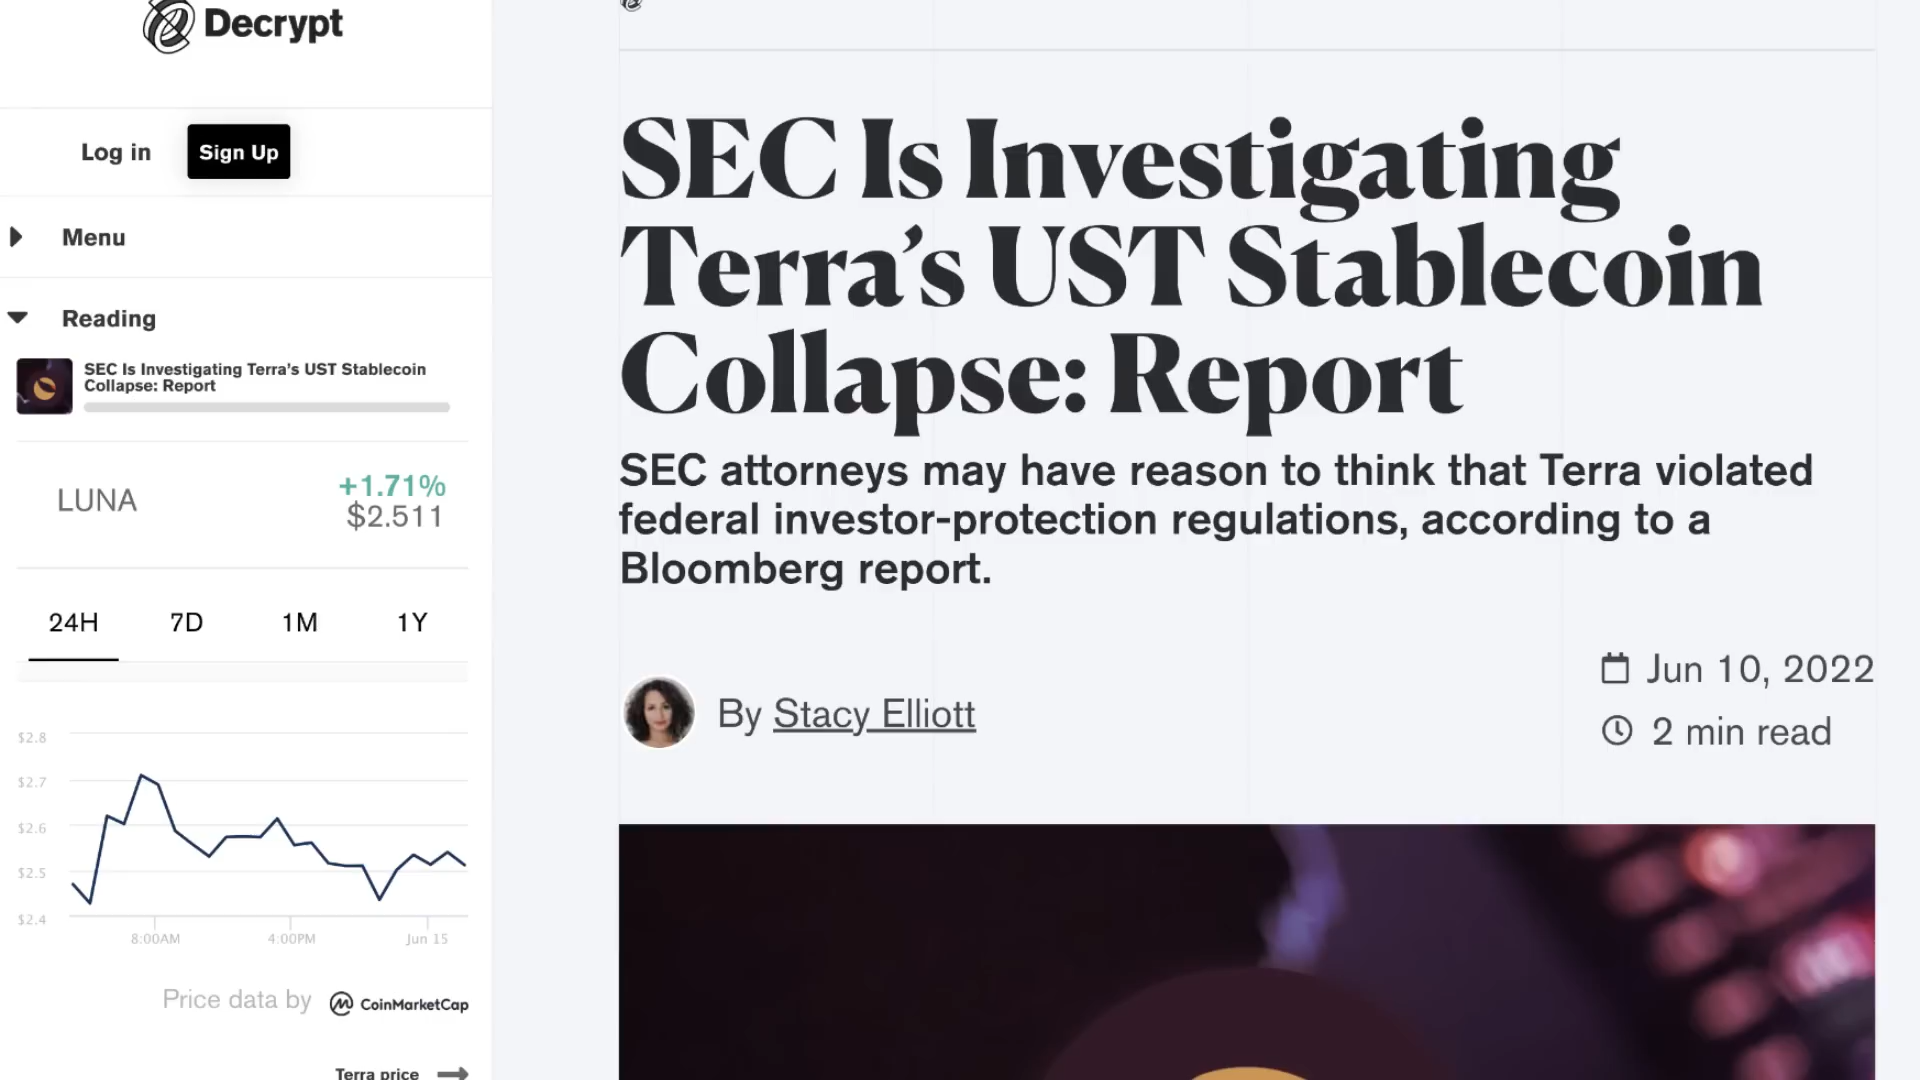 Decrypt
Log in
Sign Up
Menu
Reading
SEC Is Investigating Terra's UST Stablecoin
Collapse: Report
LUNA
+1.71%
$2.511
24H
7D
1M
1Y
$2.8
$2.7
$2.6
$2.5
$2.4
8:00AM
4:00PM
Jun 15
Price data by
CoinMarketCap
Terra price
SEC Is Investigating
Terra’s UST Stablecoin
Collapse: Report
SEC attorneys may have reason to think that Terra violated
federal investor-protection regulations, according to a
Bloomberg report.
By Stacy Elliott
Jun 10, 2022
2 min read